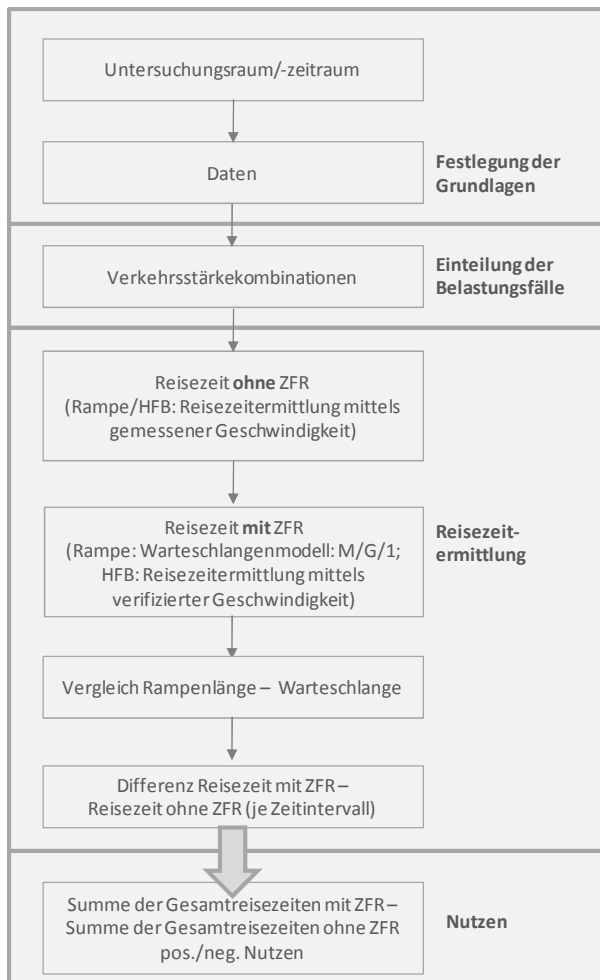 Untersuchungsraum/-zeitraum
Daten
Festlegung der
Grundlagen
Verkehrsstärkekombinationen
Einteilung der
Belastungsfälle
Reisezeit ohne ZFR
(Rampe/HFB: Reisezeitermittlung mittels
gemessener Geschwindigkeit)
Reisezeit mit ZFR
(Rampe: Warteschlangenmodell: M/G/1;
HFB: Reisezeitermittlung mittels
verifizierter Geschwindigkeit)
Reisezeit-
ermittlung
Vergleich Rampenlänge – Warteschlange
Differenz Reisezeit mit ZFR –
Reisezeit ohne ZFR (je Zeitintervall)
Summe der Gesamtreisezeiten mit ZFR –
Summe der Gesamtreisezeiten ohne ZFR
pos./neg. Nutzen
Nutzen